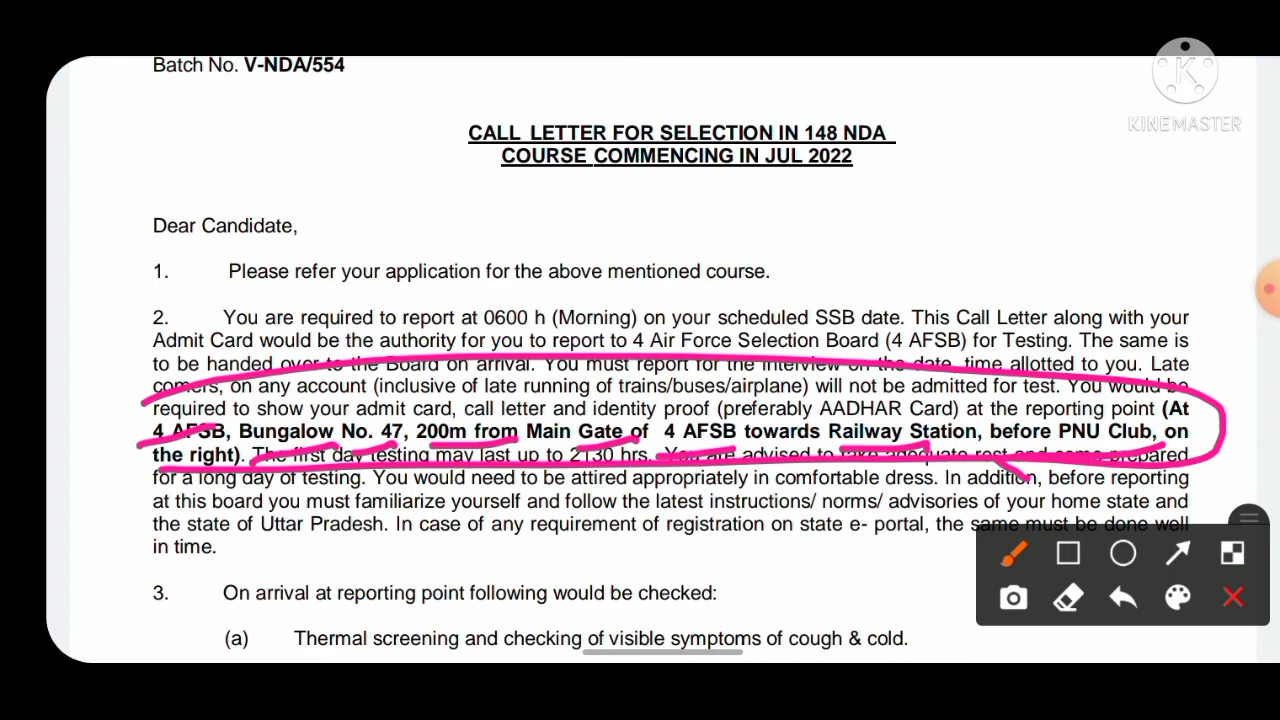 Batch No. V-NDA/554
K
KINEMASTER
CALL LETTER FOR SELECTION IN 148 NDA
COURSE COMMENCING IN JUL 2022
Dear Candidate,
1. Please refer your application for the above mentioned course.
2. You are required to report at 0600 h (Morning) on your scheduled SSB date. This Call Letter along with your
Admit Card would be the authority for you to report to 4 Air Force Selection Board (4 AFSB) for Testing. The same is
to be handed over to the Board on arrival. You must report for the interview on the date, time allotted to you. Late
comers, on any account (inclusive of late running of trains/buses/airplane) will not be admitted for test. You would be
required to show your admit card, call letter and identity proof (preferably AADHAR Card) at the reporting point (At
4 AFSB, Bungalow No. 47, 200m from Main Gate of 4 AFSB towards Railway Station, before PNU Club, on
the right). The first day testing may last up to 2130 hrs. You are advised to take adequate rest and come prepared
for a long day of testing. You would need to be attired appropriately in comfortable dress. In addition, before reporting
at this board you must familiarize yourself and follow the latest instructions/ norms/ advisories of your home state and
the state of Uttar Pradesh. In case of any requirement of registration on state e- portal, the same must be done well
in time.
3. On arrival at reporting point following would be checked:
(a) Thermal screening and checking of visible symptoms of cough & cold.